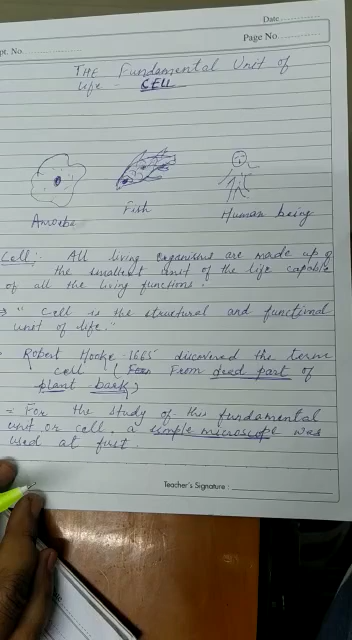 Date............
pt. No.
Page No.
THE Fundamental Unit of
life - CELL
Amoeba
Fish
Human being
Cell:- All living organisms are made up of
the smallest unit of the life capable
of all the living functions.
⇒ "Cell is the structural and functional
unit of life."
Robert Hooke 1665 discovered the term
cell ( From dead part of
plant bark)
= For the study of this fundamental
unit or cell, a simple microscope was
used at first.
Teacher's Signature :